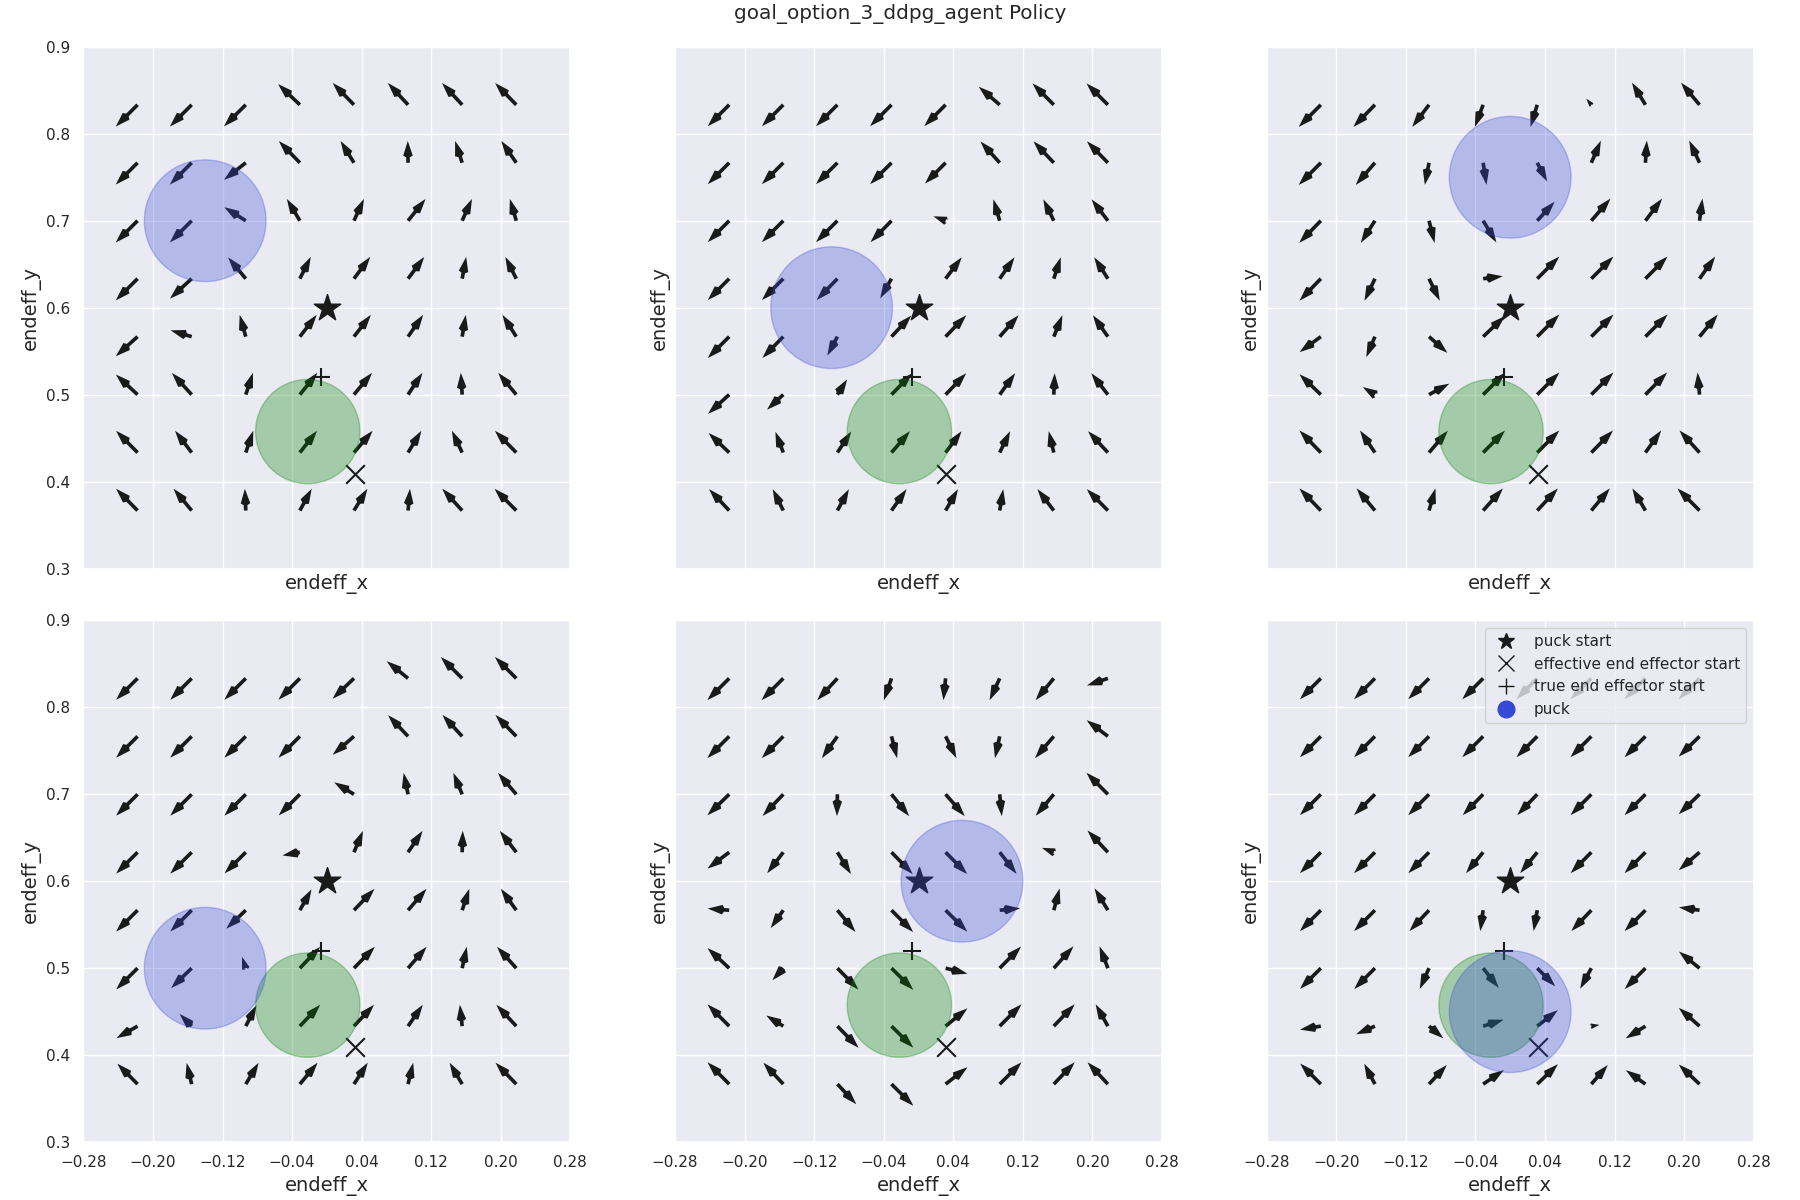 goal_option_3_ddpg_agent Policy
0.9
0.8
0.7
0.6
0.5
0.4
0.3
endeff_y
endeff_x
endeff_y
endeff_x
endeff_y
endeff_x
0.9
0.8
0.7
0.6
0.5
0.4
0.3
endeff_y
−0.28 −0.20 −0.12 −0.04 0.04 0.12 0.20 0.28
endeff_x
endeff_y
−0.28 −0.20 −0.12 −0.04 0.04 0.12 0.20 0.28
endeff_x
puck start
effective end effector start
true end effector start
puck
endeff_y
−0.28 −0.20 −0.12 −0.04 0.04 0.12 0.20 0.28
endeff_x